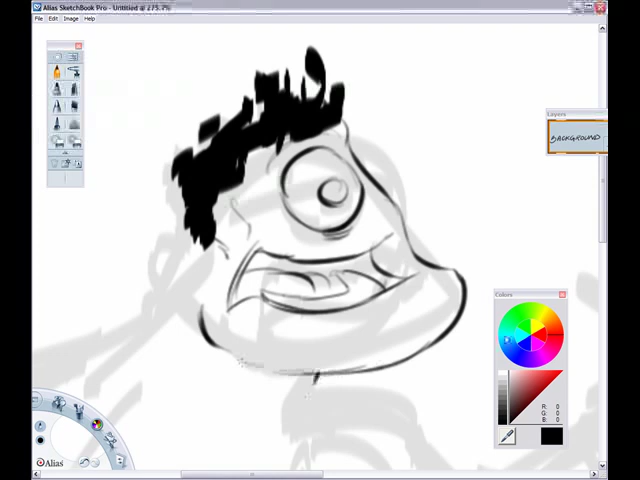 Alias SketchBook Pro - Untitled @ 275.7%
File Edit Image Help
Layers
BACKGROUND
Colors
R: 0
G: 0
B: 0
Alias